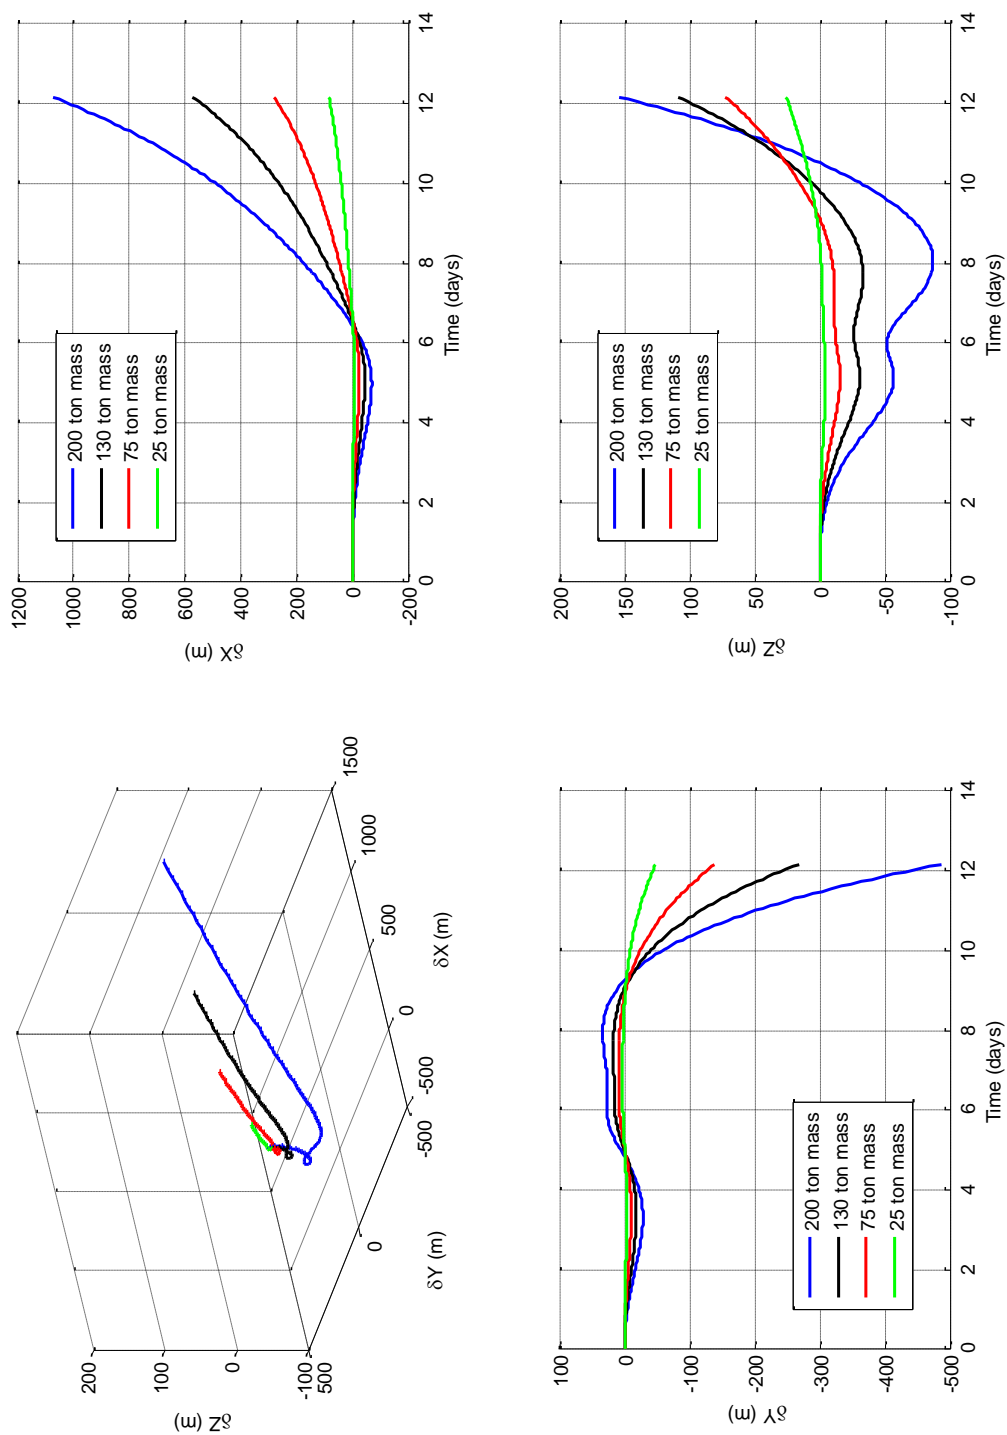 200
100
0
-100
δZ (m)
-500
0
500
δY (m)
-500
0
500
1000
1500
δX (m)
1200
1000
800
600
400
200
0
-200
δX (m)
0 2 4 6 8 10 12 14
Time (days)
200 ton mass
130 ton mass
75 ton mass
25 ton mass
100
0
-100
-200
-300
-400
-500
δY (m)
0 2 4 6 8 10 12 14
Time (days)
200 ton mass
130 ton mass
75 ton mass
25 ton mass
200
150
100
50
0
-50
-100
δZ (m)
0 2 4 6 8 10 12 14
Time (days)
200 ton mass
130 ton mass
75 ton mass
25 ton mass